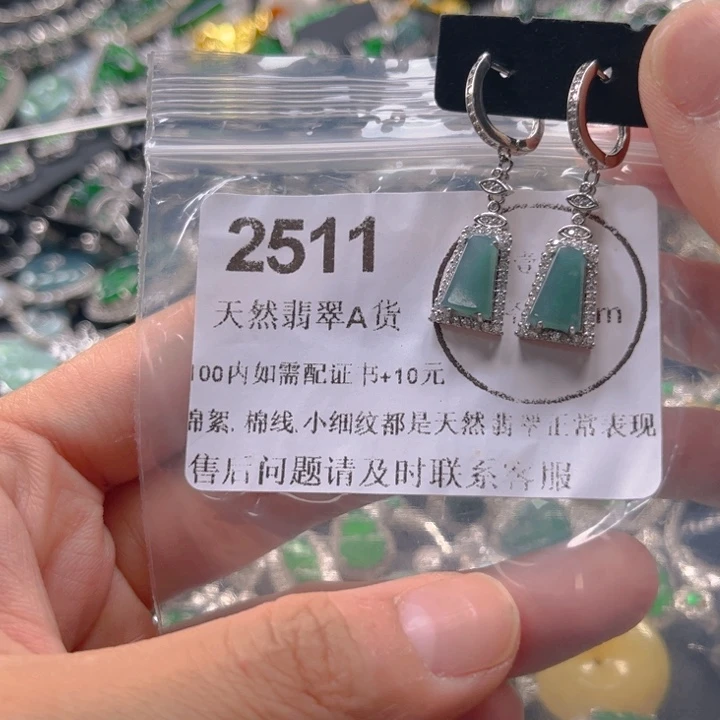 2511
天然翡翠A货
100内如需配证书+10元
棉絮,棉线,小细纹都是天然翡翠正常表现
售后问题请及时联系客服